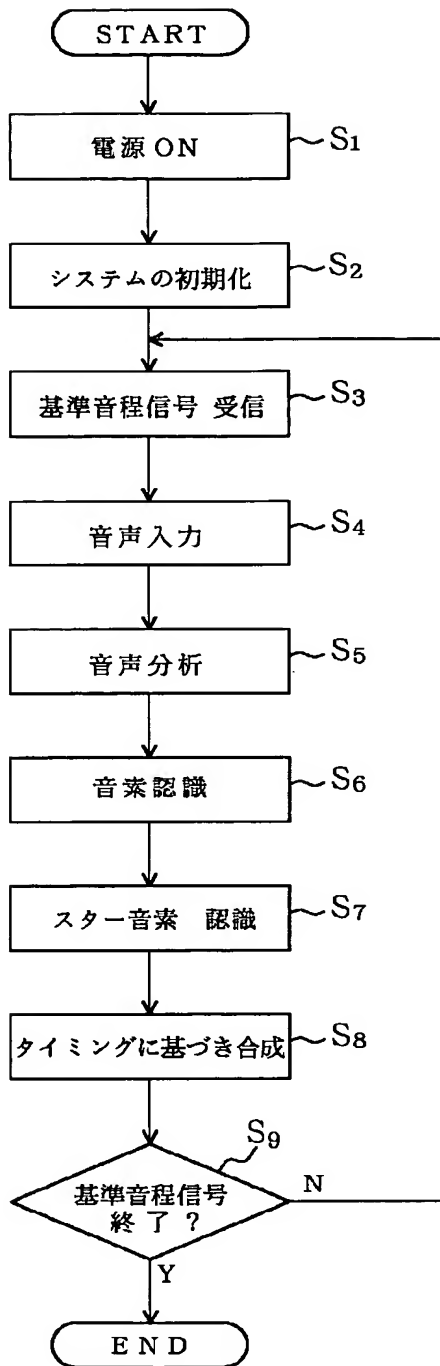 START
電源ON
S1
システムの初期化
S2
基準音程信号 受信
S3
音声入力
S4
音声分析
S5
音素認識
S6
スター音素 認識
S7
タイミングに基づき合成
S8
S9
基準音程信号
終了?
N
Y
END